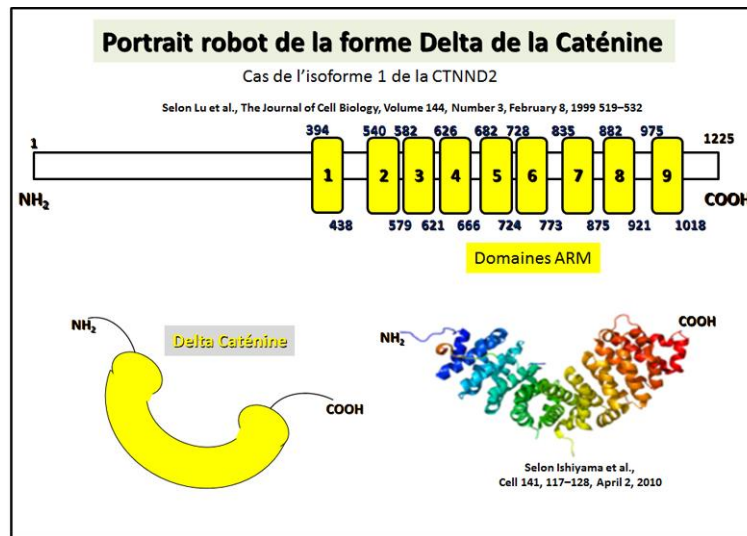 Portrait robot de la forme Delta de la Caténine
Cas de l'isoforme 1 de la CTNND2
Selon Lu et al., The Journal of Cell Biology, Volume 144, Number 3, February 8, 1999 519–532
394 540 582 626 682 728 835 882 975
1 1225
1 2 3 4 5 6 7 8 9
NH2 COOH
438 579 621 666 724 773 875 921 1018
Domaines ARM
NH2
Delta Caténine
COOH
NH2
COOH
Selon Ishiyama et al.,
Cell 141, 117–128, April 2, 2010